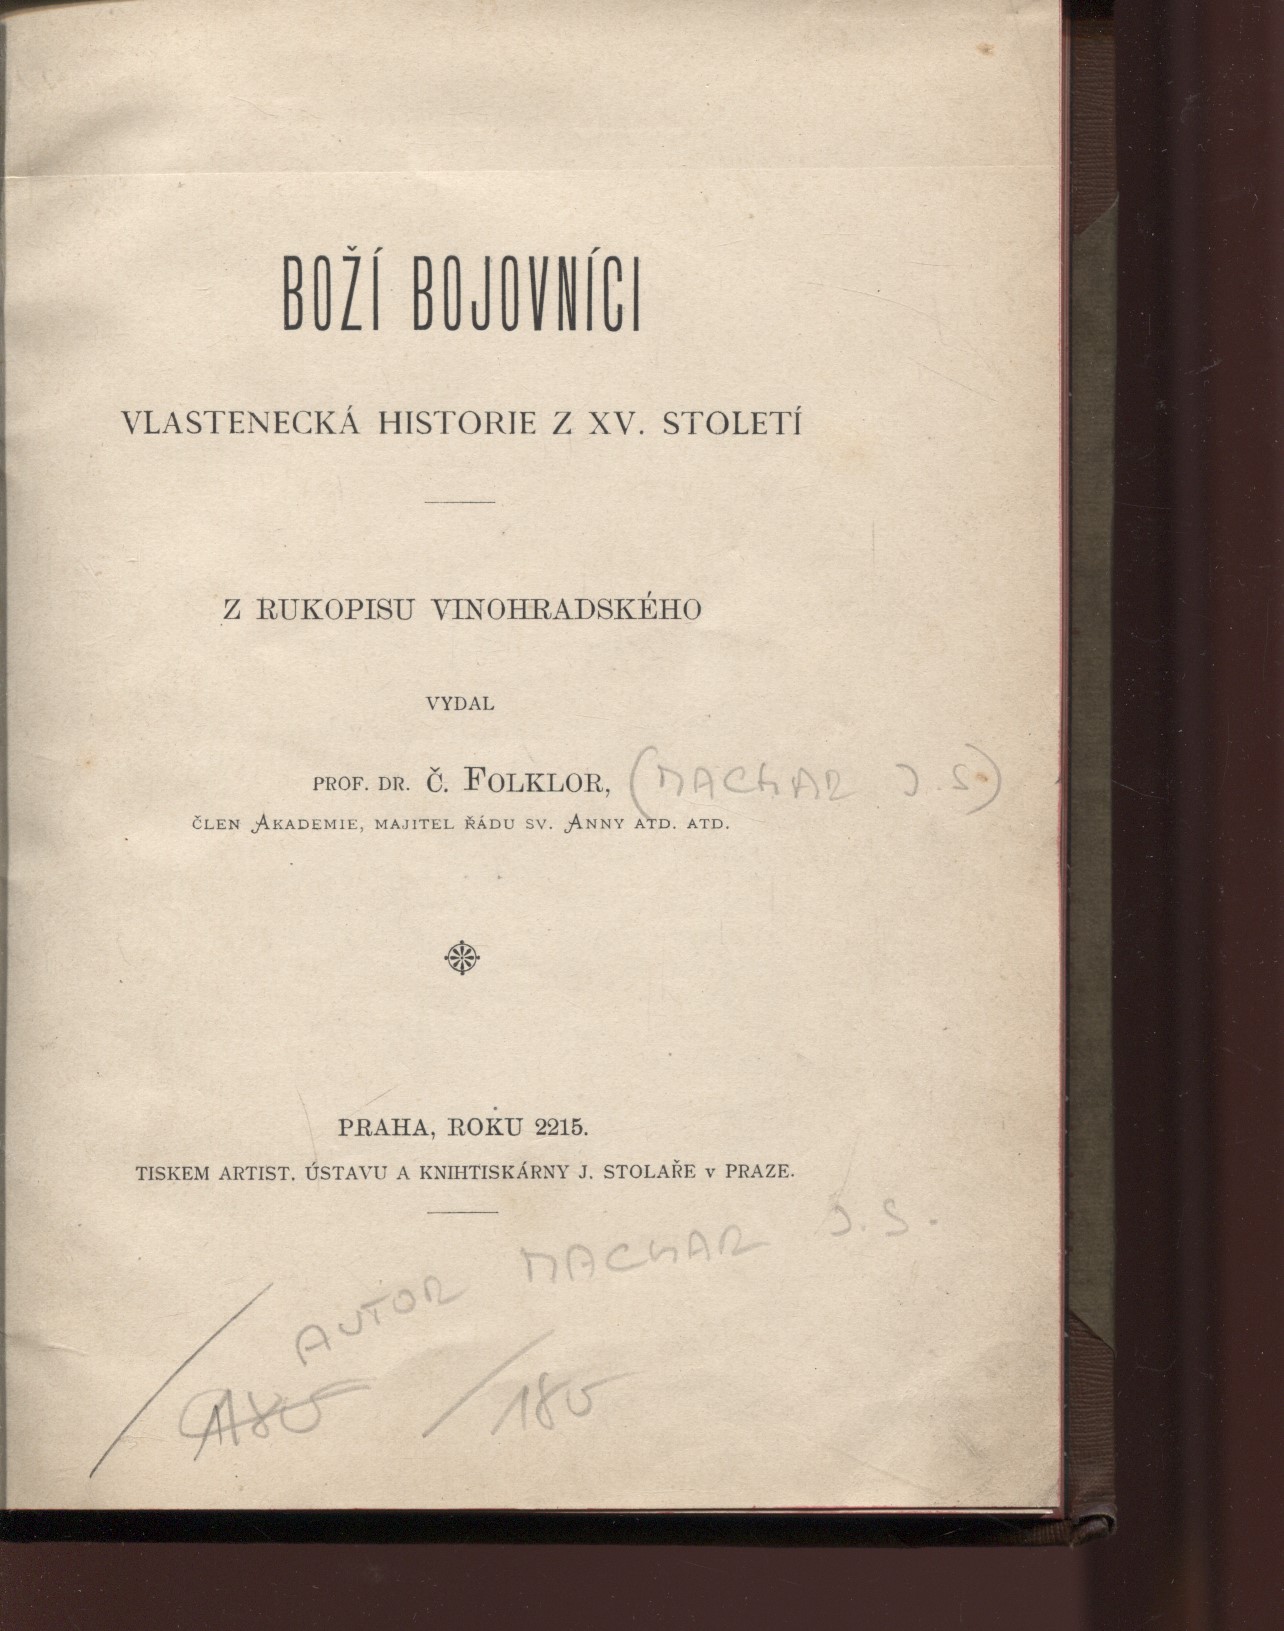 BOŽÍ BOJOVNÍCI
VLASTENECKÁ HISTORIE Z XV. STOLETÍ
Z RUKOPISU VINOHRADSKÉHO
VYDAL
PROF. DR. Č. FOLKLOR, (MACHAR J. S)
ČLEN AKADEMIE, MAJITEL ŘÁDU SV. ANNY ATD. ATD.
PRAHA, ROKU 2215.
TISKEM ARTIST. ÚSTAVU A KNIHTISKÁRNY J. STOLAŘE v PRAZE.
AUTOR MACHAR J. S.